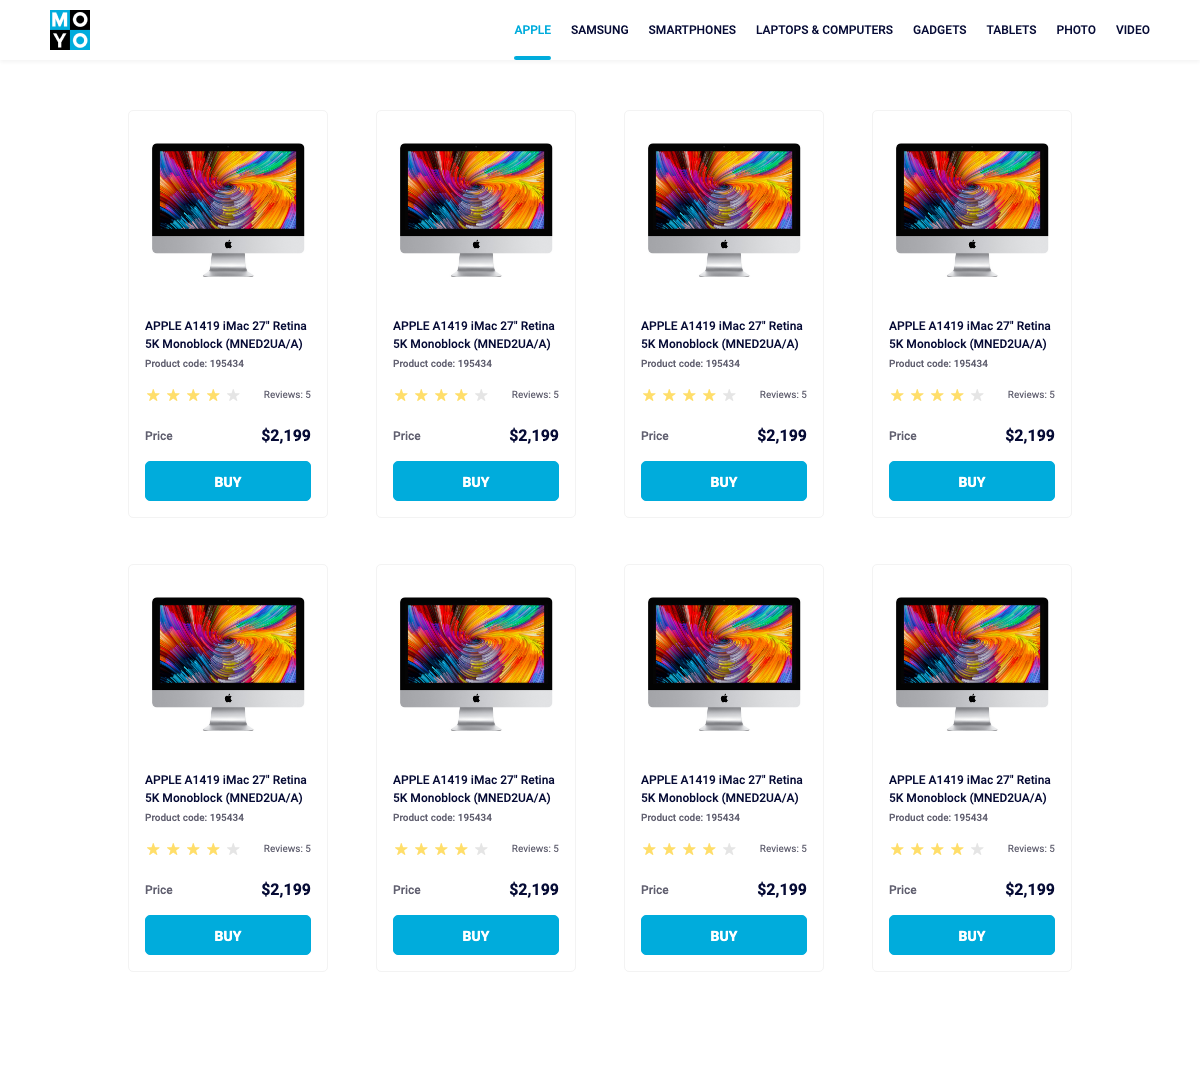 MO
YO
APPLE SAMSUNG SMARTPHONES LAPTOPS & COMPUTERS GADGETS TABLETS PHOTO VIDEO
APPLE A1419 iMac 27" Retina
5K Monoblock (MNED2UA/A)
Product code: 195434
Reviews: 5
Price $2,199
BUY
APPLE A1419 iMac 27" Retina
5K Monoblock (MNED2UA/A)
Product code: 195434
Reviews: 5
Price $2,199
BUY
APPLE A1419 iMac 27" Retina
5K Monoblock (MNED2UA/A)
Product code: 195434
Reviews: 5
Price $2,199
BUY
APPLE A1419 iMac 27" Retina
5K Monoblock (MNED2UA/A)
Product code: 195434
Reviews: 5
Price $2,199
BUY
APPLE A1419 iMac 27" Retina
5K Monoblock (MNED2UA/A)
Product code: 195434
Reviews: 5
Price $2,199
BUY
APPLE A1419 iMac 27" Retina
5K Monoblock (MNED2UA/A)
Product code: 195434
Reviews: 5
Price $2,199
BUY
APPLE A1419 iMac 27" Retina
5K Monoblock (MNED2UA/A)
Product code: 195434
Reviews: 5
Price $2,199
BUY
APPLE A1419 iMac 27" Retina
5K Monoblock (MNED2UA/A)
Product code: 195434
Reviews: 5
Price $2,199
BUY